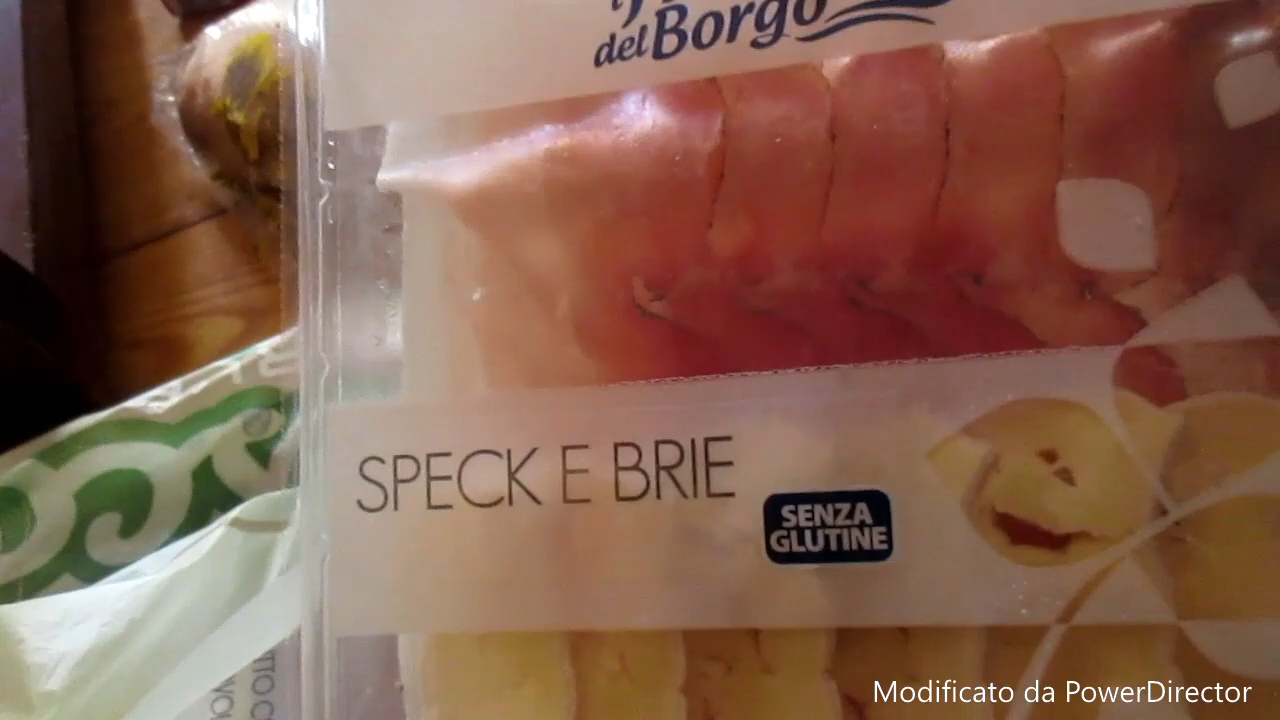 del Borgo
SPECK E BRIE
SENZA
GLUTINE
Modificato da PowerDirector